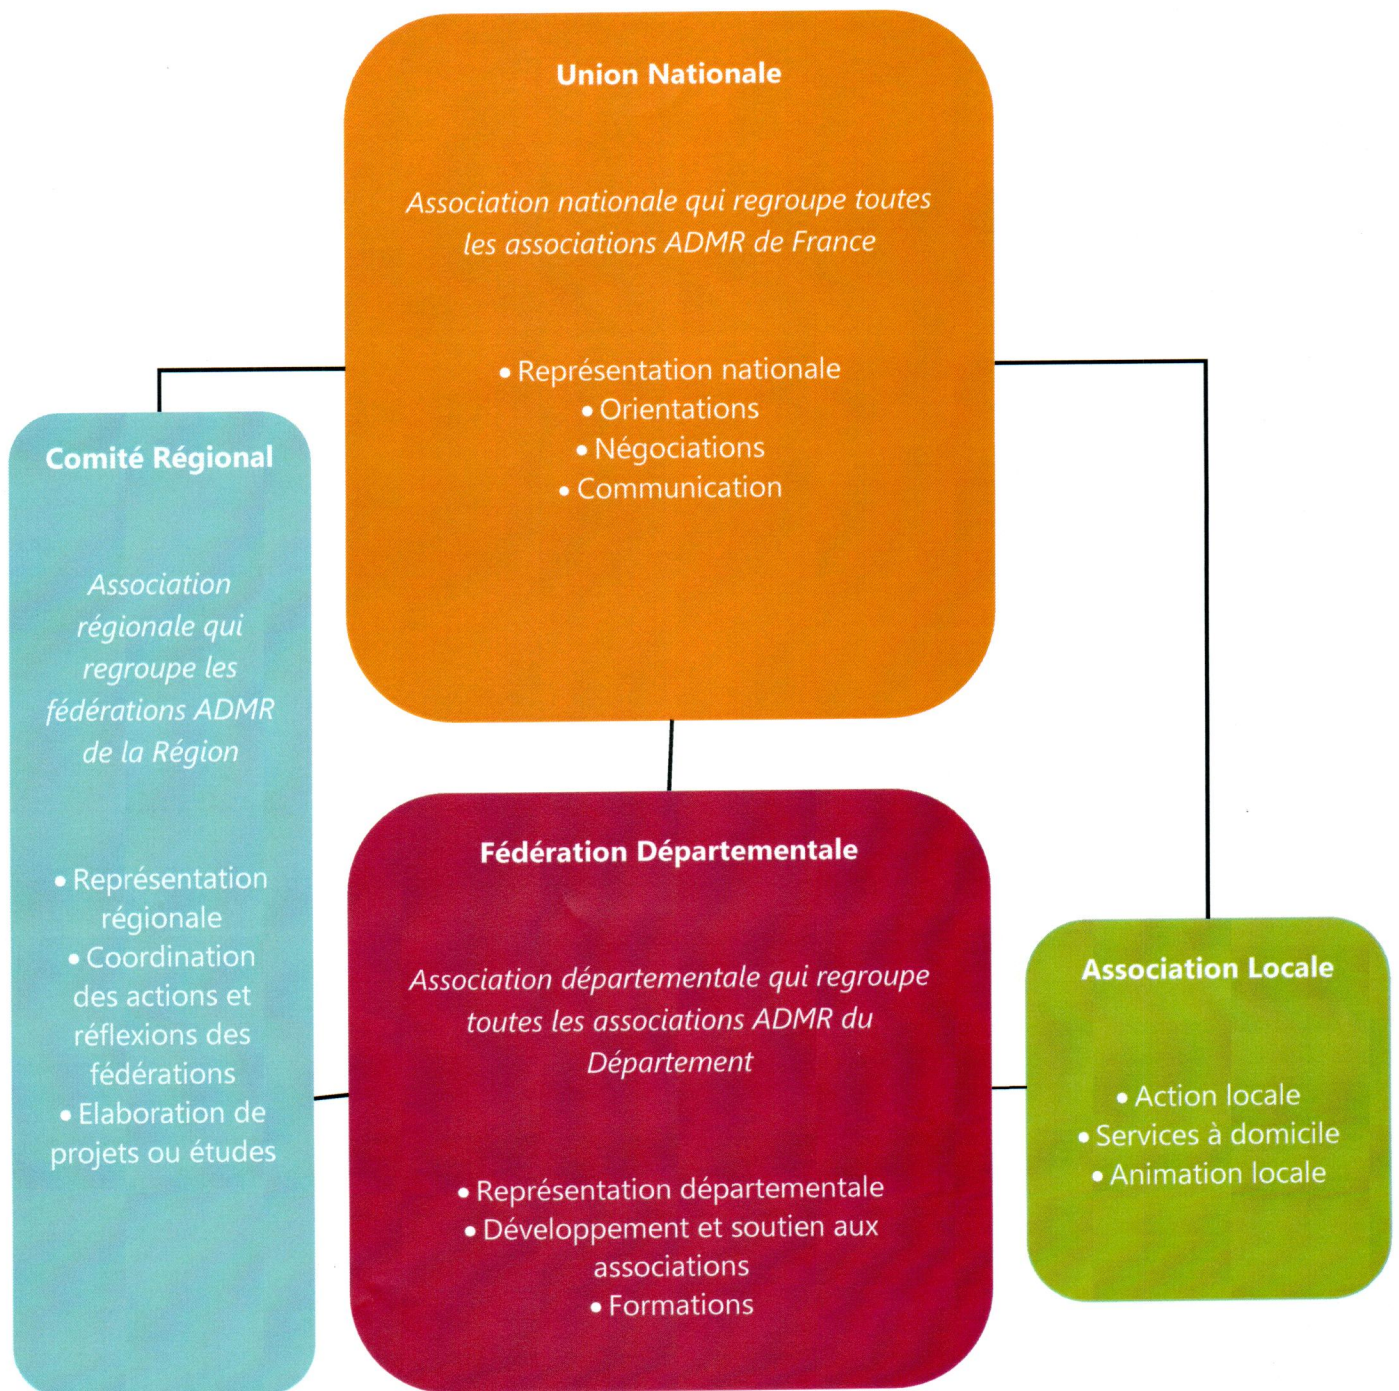 Union Nationale
Association nationale qui regroupe toutes
les associations ADMR de France
• Représentation nationale
• Orientations
• Négociations
• Communication
Comité Régional
Association
régionale qui
regroupe les
fédérations ADMR
de la Région
• Représentation
régionale
• Coordination
des actions et
réflexions des
fédérations
• Elaboration de
projets ou études
Fédération Départementale
Association départementale qui regroupe
toutes les associations ADMR du
Département
• Représentation départementale
• Développement et soutien aux
associations
• Formations
Association Locale
• Action locale
• Services à domicile
• Animation locale